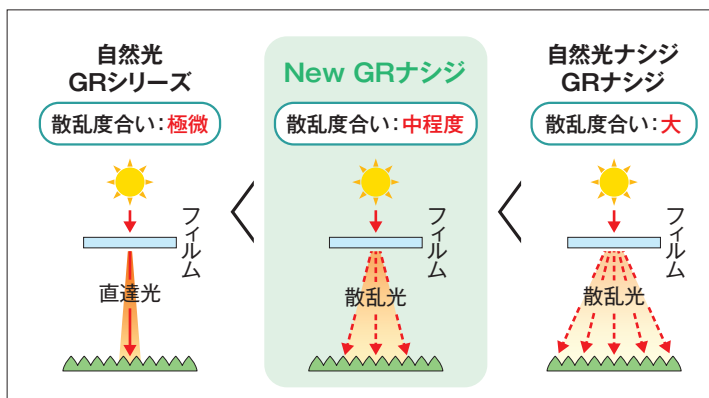 自然光
GRシリーズ
散乱度合い:極微
フィルム
直達光
New GRナシジ
散乱度合い:中程度
フィルム
散乱光
自然光ナシジ
GRナシジ
散乱度合い:大
フィルム
散乱光